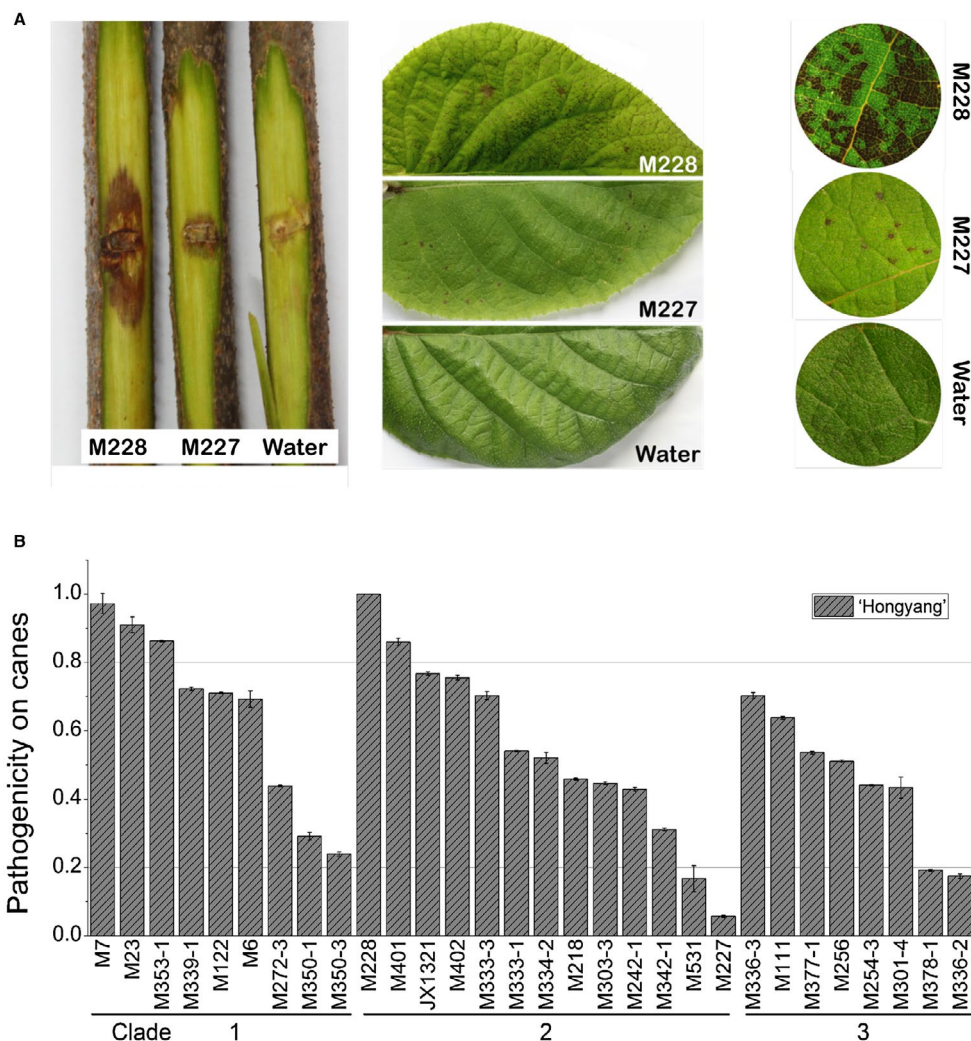 A
M228 M227 Water
M228
M227
Water
M228
M227
Water
B
'Hongyang'
Pathogenicity on canes
1.0
0.8
0.6
0.4
0.2
0.0
M7 M23 M353-1 M339-1 M122 M6 M272-3 M350-1 M350-3 M228 M401 JX1321 M402 M333-3 M333-1 M334-2 M218 M303-3 M242-1 M342-1 M531 M227 M336-3 M111 M377-1 M256 M254-3 M301-4 M378-1 M336-2
Clade 1 2 3